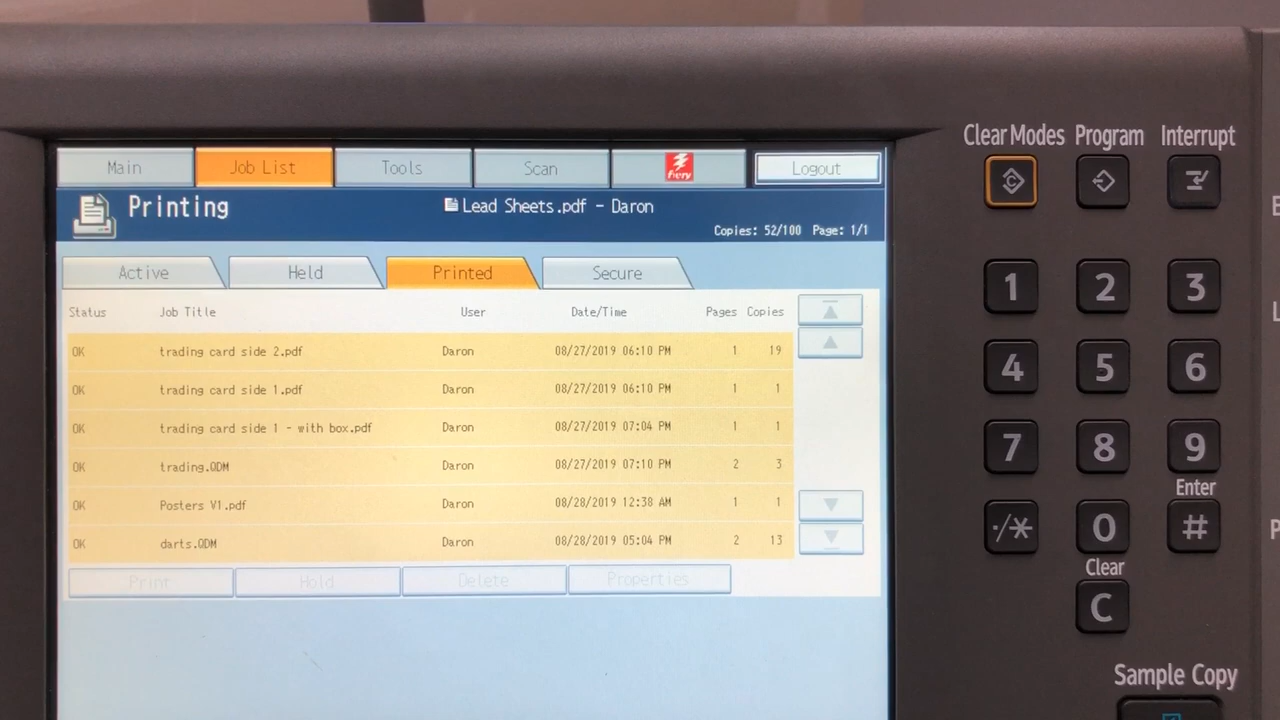 Clear Modes Program Interrupt
Main Job List Tools Scan fiery Logout
Printing Lead Sheets.pdf - Daron
Copies: 52/100 Page: 1/1
Active Held Printed Secure
Status Job Title User Date/Time Pages Copies
OK trading card side 2.pdf Daron 08/27/2019 06:10 PM 1 19
OK trading card side 1.pdf Daron 08/27/2019 06:10 PM 1 1
OK trading card side 1 - with box.pdf Daron 08/27/2019 07:04 PM 1 1
OK trading.QDM Daron 08/27/2019 07:10 PM 2 3
OK Posters V1.pdf Daron 08/28/2019 12:38 AM 1 1
OK darts.QDM Daron 08/28/2019 05:04 PM 2 13
Print Hold Delete Properties
C
1 2 3
4 5 6
7 8 9
Enter
./* 0 #
Clear
C
Sample Copy